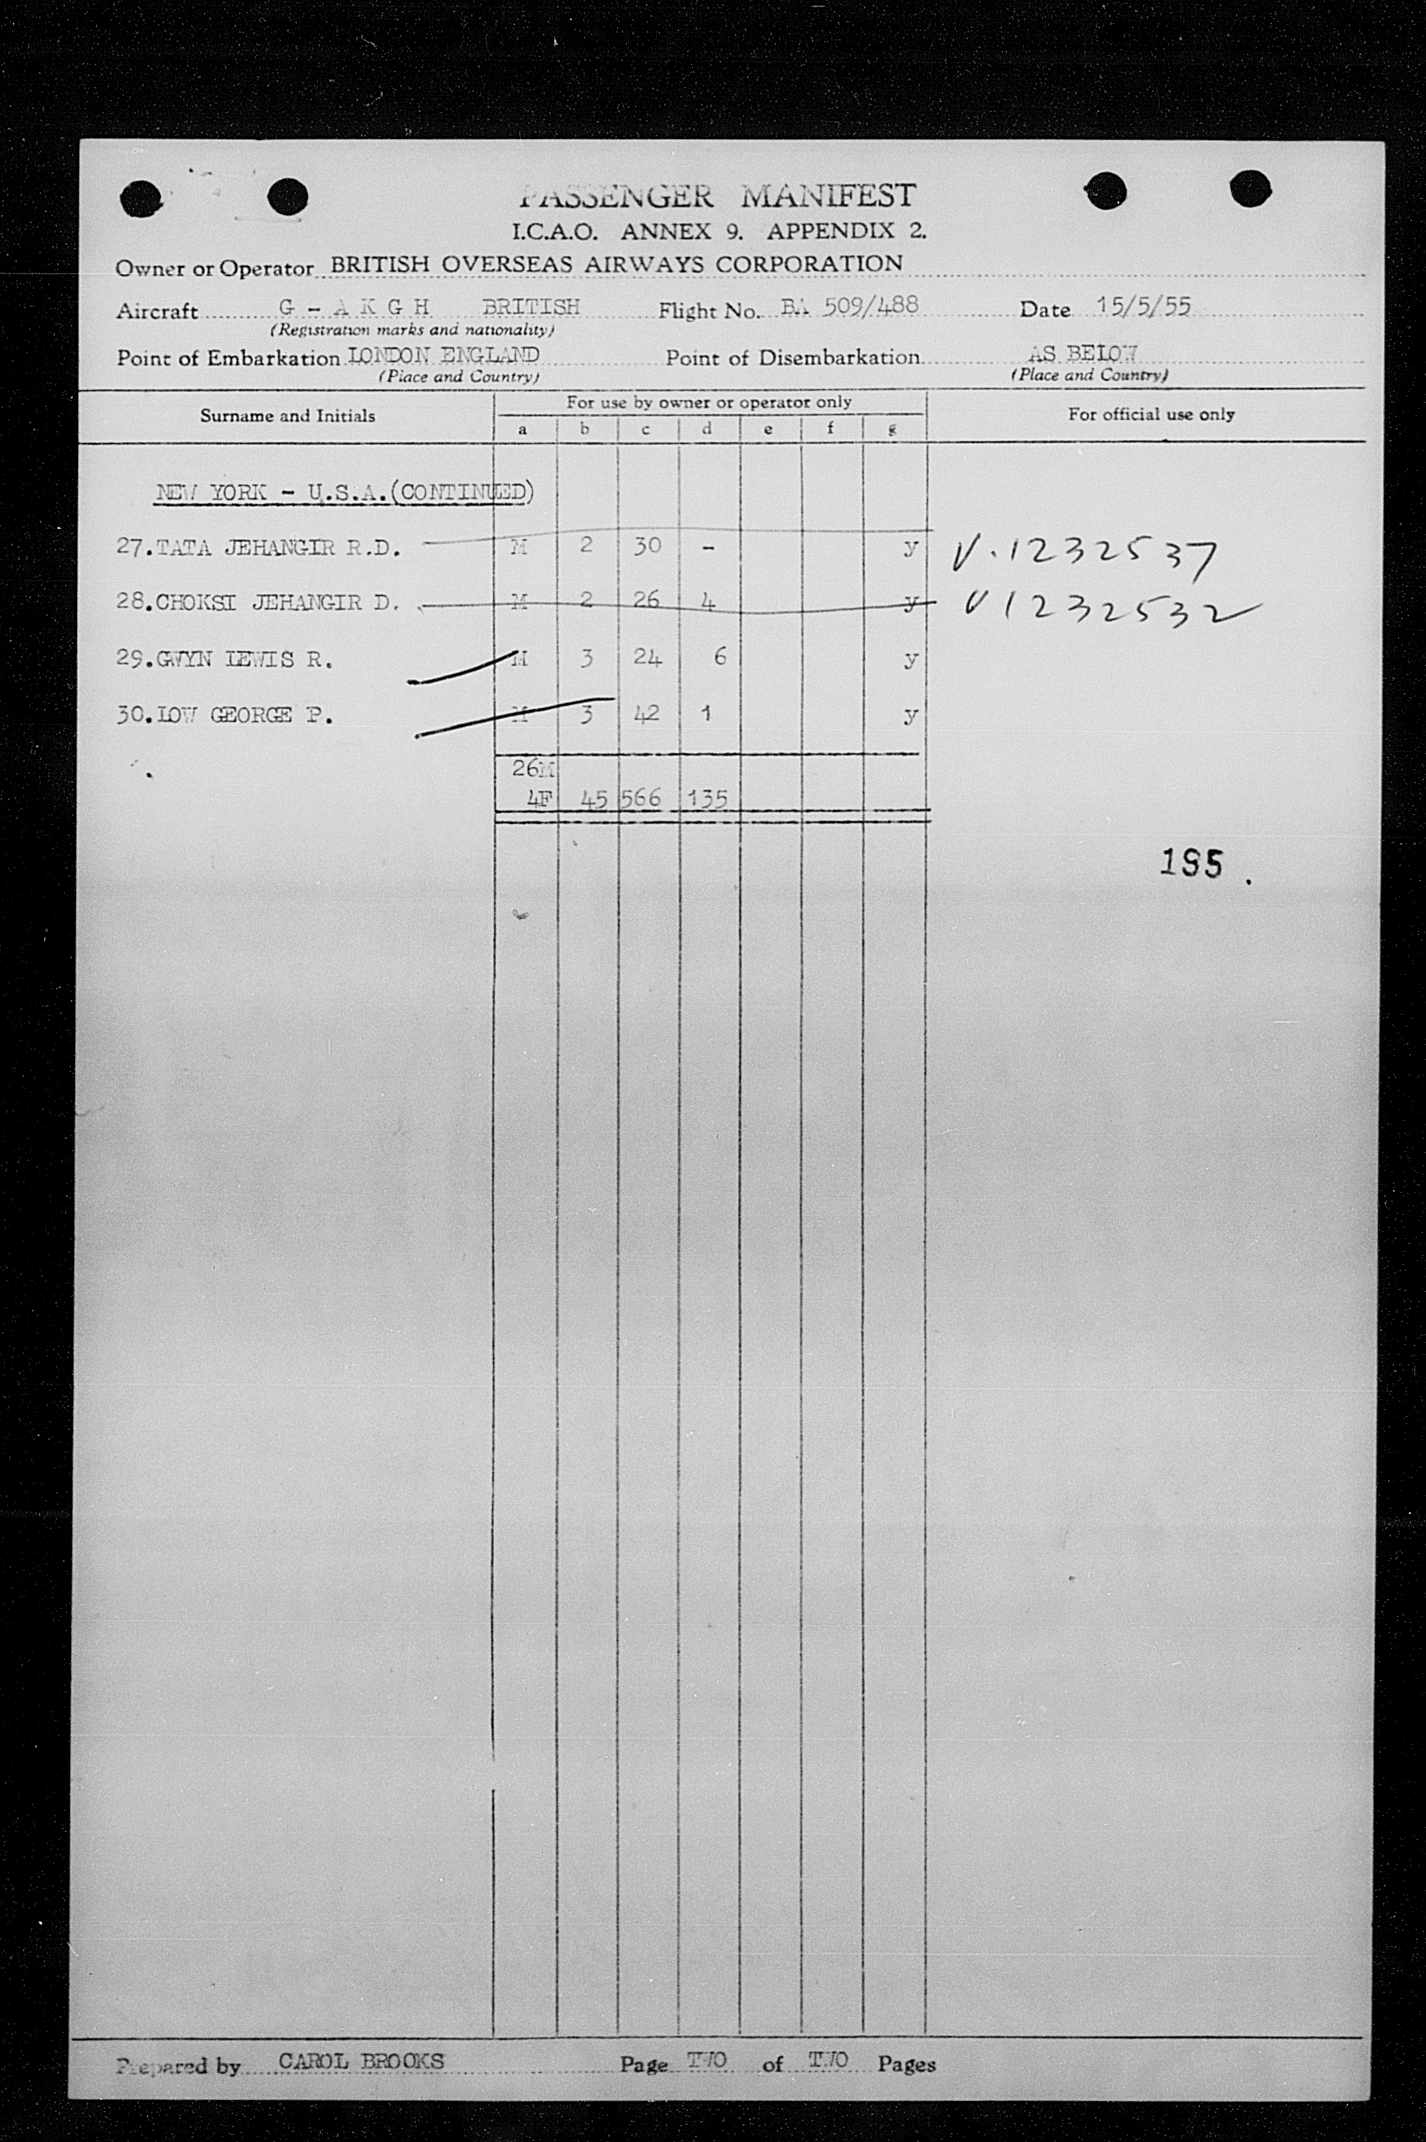 PASSENGER MANIFEST
I.C.A.O. ANNEX 9. APPENDIX 2.
Owner or Operator BRITISH OVERSEAS AIRWAYS CORPORATION
Aircraft G - A K G H BRITISH Flight No. BA 509/488 Date 15/5/55
(Registration marks and nationality)
Point of Embarkation LONDON ENGLAND Point of Disembarkation AS BELOW
(Place and Country) (Place and Country)
Surname and Initials For use by owner or operator only For official use only
a b c d e f g
NEW YORK - U.S.A.(CONTINUED)
27.TATA JEHANGIR R.D. M 2 30 - y V.1232537
28.CHOKSI JEHANGIR D. M 2 26 4 y V1232532
29.GWYN LEWIS R. M 3 24 6 y
30.LOW GEORGE P. M 3 42 1 y
26M
4F 45 566 135
195.
Prepared by CAROL BROOKS Page TWO of TWO Pages